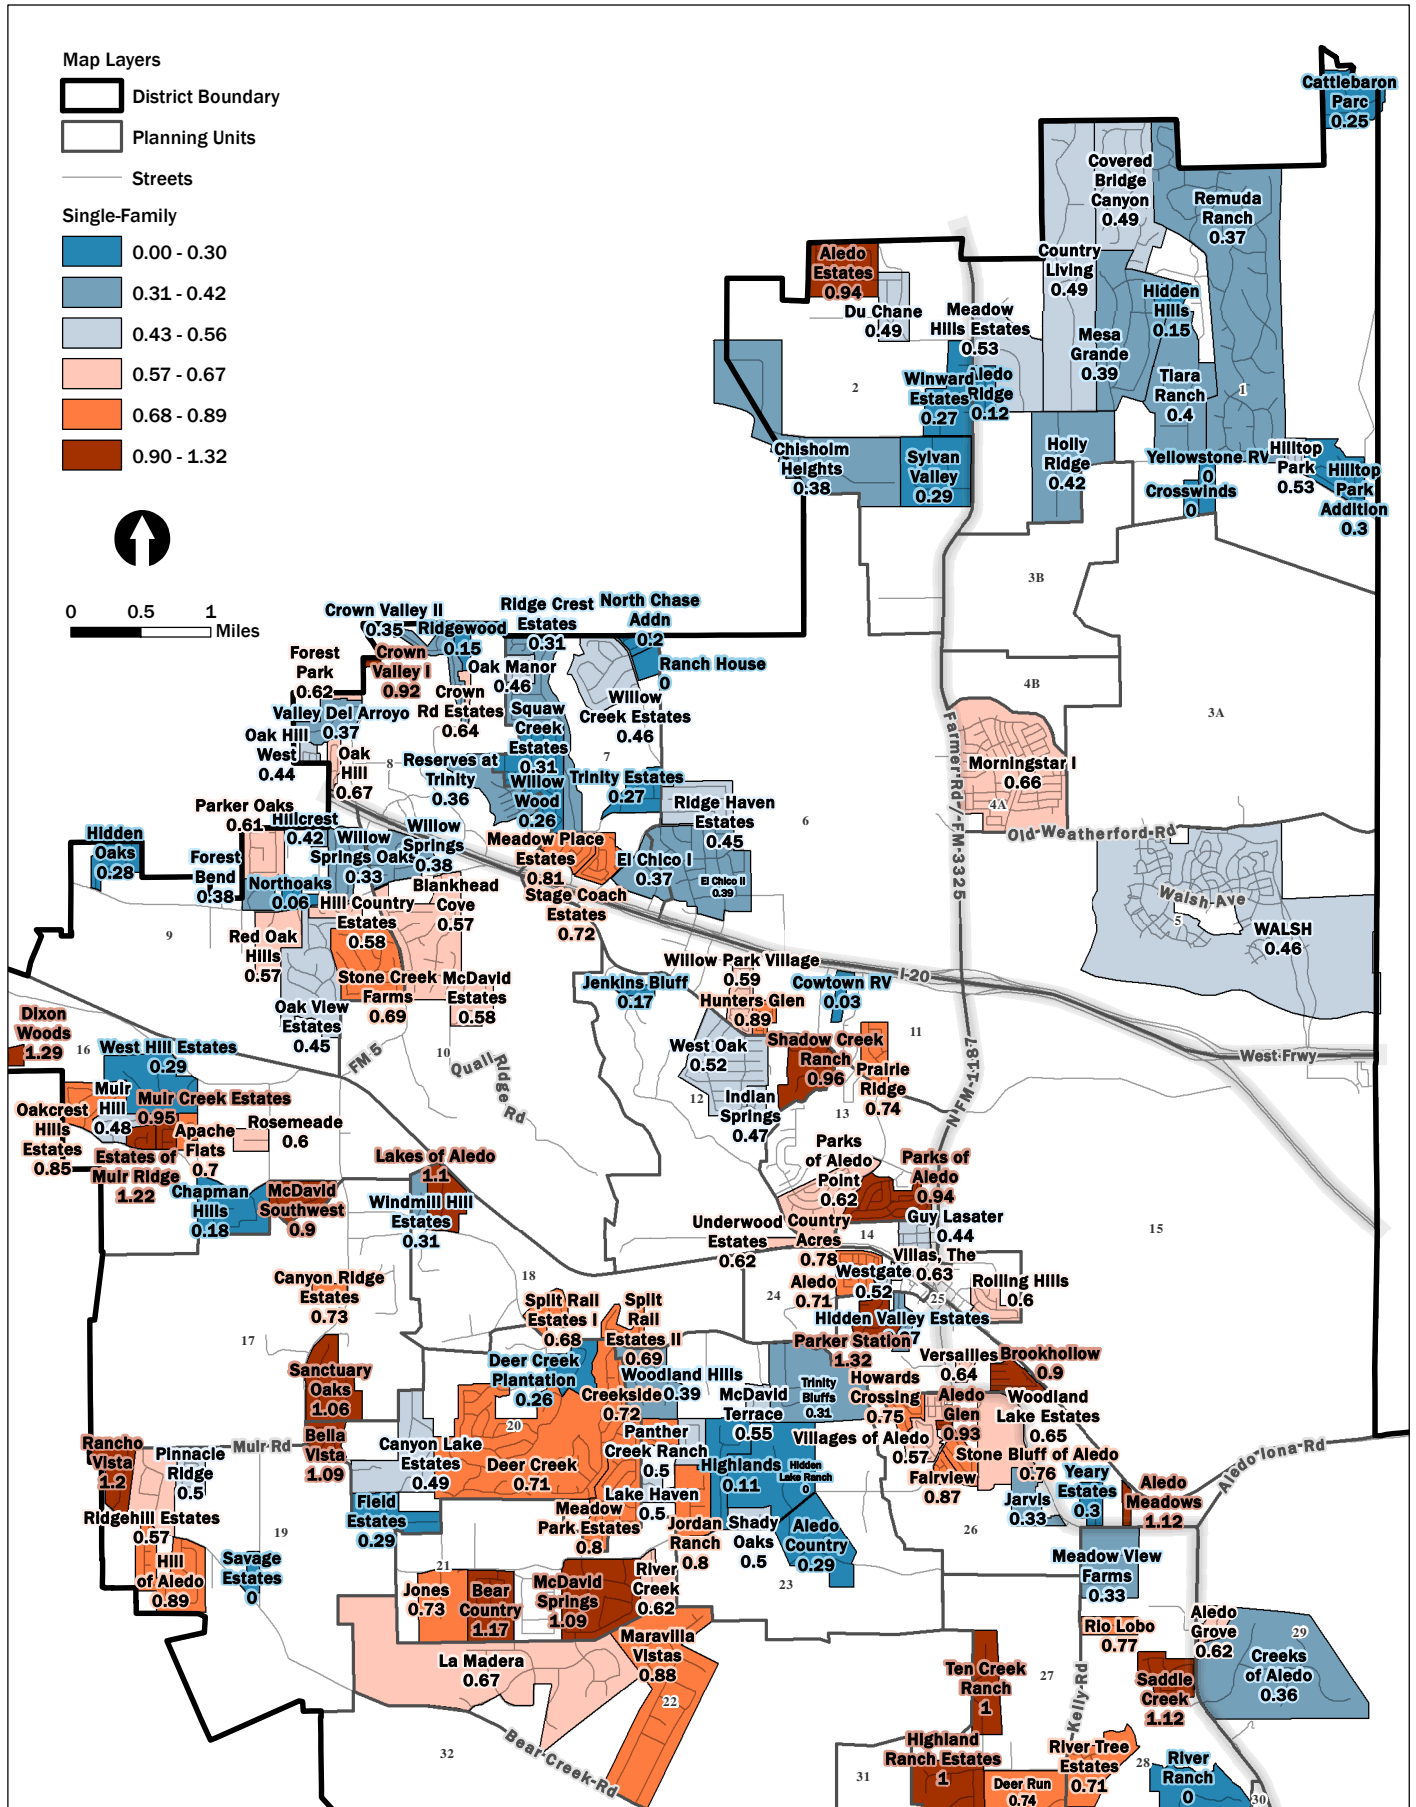 Map Layers
District Boundary
Planning Units
Streets
Single-Family
0.00 - 0.30
0.31 - 0.42
0.43 - 0.56
0.57 - 0.67
0.68 - 0.89
0.90 - 1.32
0 0.5 1
Miles
Cattlebaron
Parc
0.25
Covered
Bridge
Canyon
0.49
Remuda
Ranch
0.37
Country
Living
0.49
Aledo
Estates
0.94
Du Chane
0.49
Meadow
Hills Estates
0.53
Hidden
Hills
0.15
Mesa
Grande
0.39
Tiara
Ranch
0.4
1
2
Winward
Estates
0.27
Aledo
Ridge
0.12
Chisholm
Heights
0.38
Sylvan
Valley
0.29
Holly
Ridge
0.42
Yellowstone RV
0
Crosswinds
0
Hilltop
Park
0.53
Hilltop
Park
Addition
0.3
3B
4B
3A
Crown Valley II
0.35
Ridgewood
0.15
Ridge Crest
Estates
0.31
North Chase
Addn
0.2
Ranch House
0
Forest
Park
0.62
Crown
Valley I
0.92
Oak Manor
0.46
Crown
Rd Estates
0.64
Willow
Creek Estates
0.46
Valley Del Arroyo
0.37
Squaw
Creek
Estates
0.31
Oak Hill
West
0.44
Oak
Hill
0.67
8
7
Reserves at
Trinity
0.36
Willow
Wood
0.26
Trinity Estates
0.27
Ridge Haven
Estates
0.45
6
Morningstar I
0.66
4A
Farmer Rd / FM-3325
Old-Weatherford-Rd
Parker Oaks
0.61
Hillcrest
0.42
Willow
Springs Oaks
0.33
Willow
Springs
0.38
Meadow Place
Estates
0.81
El Chico I
0.37
El Chico II
0.39
Hidden
Oaks
0.28
Forest
Bend
0.38
Northoaks
0.06
Hill Country
Estates
0.58
Blankhead
Cove
0.57
Stage Coach
Estates
0.72
9
Red Oak
Hills
0.57
Stone Creek
Farms
0.69
McDavid
Estates
0.58
Oak View
Estates
0.45
Walsh-Ave
5
WALSH
0.46
I-20
West Frwy
Willow Park Village
0.59
Jenkins Bluff
0.17
Hunters Glen
0.89
Cowtown RV
0.03
Dixon
Woods
1.29
16
West Hill Estates
0.29
FM 5
10
Quail
Ridge
Rd
West Oak
0.52
Shadow Creek
Ranch
0.96
11
Prairie
Ridge
0.74
12
Indian
Springs
0.47
13
N FM-1187
Oakcrest
Hills
Estates
0.85
Muir
Hill
0.48
Muir Creek Estates
0.95
Apache
Flats
0.7
Rosemeade
0.6
Estates of
Muir Ridge
1.22
Chapman
Hills
0.18
McDavid
Southwest
0.9
Lakes of Aledo
1.1
Windmill Hill
Estates
0.31
Parks
of Aledo
Point
0.62
Parks of
Aledo
0.94
Guy Lasater
0.44
Underwood
Estates
0.62
Country
Acres
0.78
14
15
Villas, The
0.63
Westgate
0.52
Rolling Hills
0.6
25
24
Aledo
0.71
Canyon Ridge
Estates
0.73
18
Split Rail
Estates I
0.68
Split
Rail
Estates II
0.69
Hidden Valley Estates
Parker Station
1.32
17
Sanctuary
Oaks
1.06
Deer Creek
Plantation
0.26
Woodland Hills
0.39
Creekside
0.72
Trinity
Bluffs
0.31
Versailles
0.64
Brookhollow
0.9
Howards
Crossing
0.75
Aledo
Glen
0.93
Woodland
Lake Estates
0.65
McDavid
Terrace
0.55
20
Bella
Vista
1.09
Muir Rd
Rancho
Vista
1.2
Pinnacle
Ridge
0.5
Canyon Lake
Estates
0.49
Deer Creek
0.71
Panther
Creek Ranch
0.5
Highlands
0.11
Hidden
Lake Ranch
0
Villages of Aledo
0.57
Stone Bluff of Aledo
0.76
Fairview
0.87
Aledo Iona Rd
Yeary
Estates
0.3
Jarvis
0.33
Aledo
Meadows
1.12
Ridgehill Estates
0.57
19
Field
Estates
0.29
Lake Haven
0.5
Meadow
Park Estates
0.8
Jordan
Ranch
0.8
Shady
Oaks
0.5
Aledo
Country
0.29
26
Meadow View
Farms
0.33
Hill
of Aledo
0.89
Savage
Estates
0
21
Jones
0.73
Bear
Country
1.17
McDavid
Springs
1.09
River
Creek
0.62
23
La Madera
0.67
Maravilla
Vistas
0.88
22
32
Bear Creek-Rd
Rio Lobo
0.77
Aledo
Grove
0.62
29
Creeks
of Aledo
0.36
Ten Creek
Ranch
1
27
Kelly-Rd
Saddle
Creek
1.12
Highland
Ranch Estates
1
31
Deer Run
0.74
River Tree
Estates
0.71
28
River
Ranch
0
30